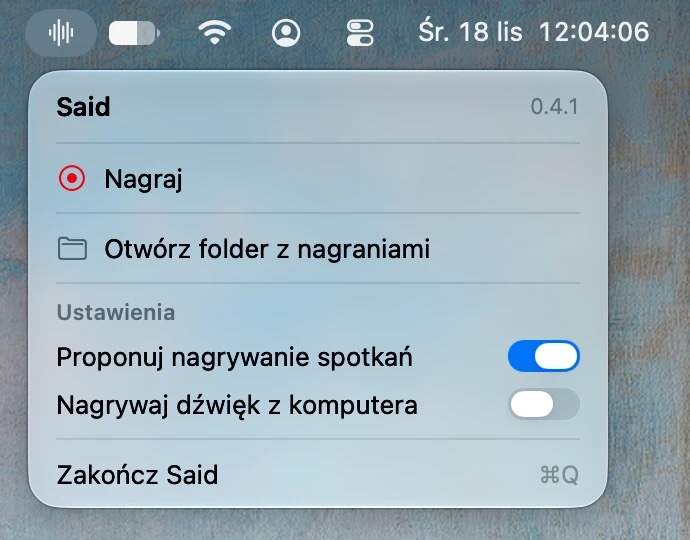 Śr. 18 lis 12:04:06
Said 0.4.1
Nagraj
Otwórz folder z nagraniami
Ustawienia
Proponuj nagrywanie spotkań
Nagrywaj dźwięk z komputera
Zakończ Said ⌘Q